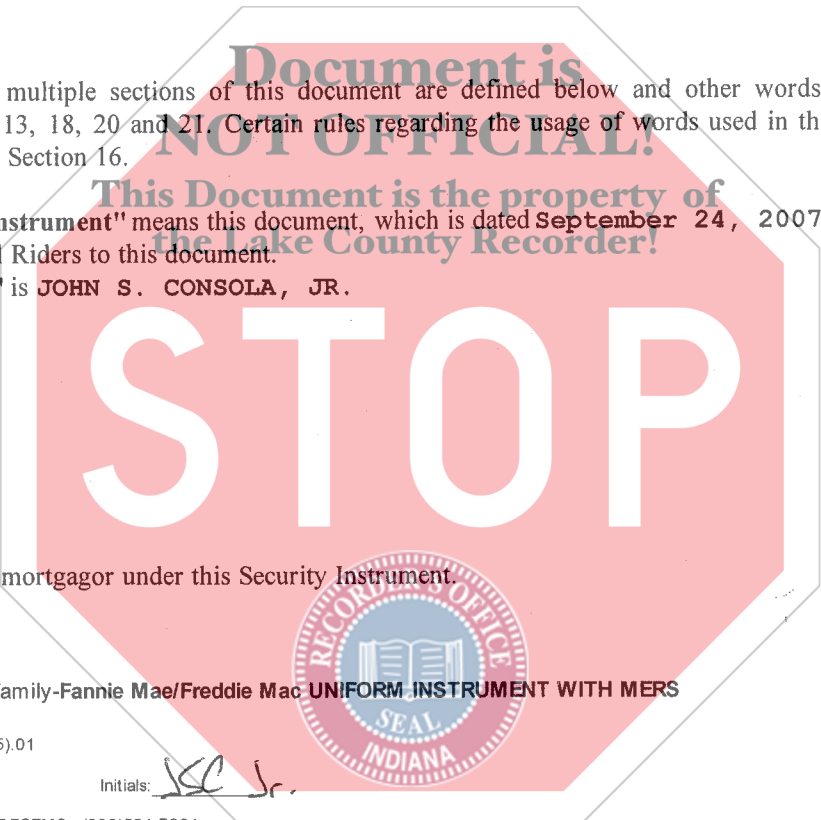 Document is
multiple sections of this document are defined below and other words
13, 18, 20 and 21. Certain rules regarding the usage of words used in th
NOT OFFICIAL!
Section 16.
This Document is the property of
nstrument" means this document, which is dated September 24, 2007
the Lake County Recorder!
Riders to this document.
" is JOHN S. CONSOLA, JR.
STOP
mortgagor under this Security Instrument.
RECORDER'S OFFICE
amily-Fannie Mae/Freddie Mac UNIFORM INSTRUMENT WITH MERS
SEAL
INDIANA
).01
Initials: JSC Jr.